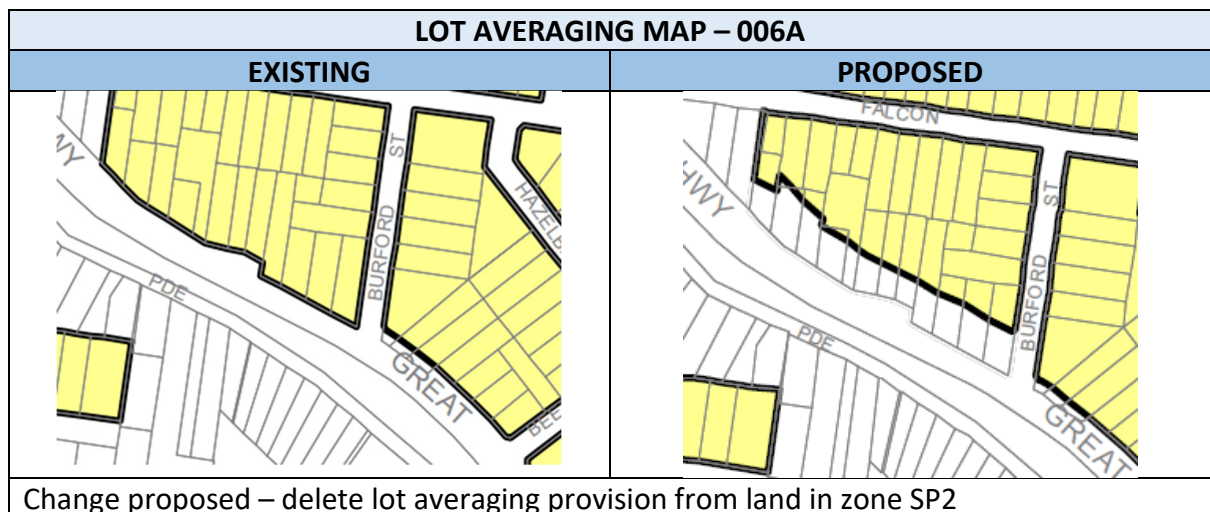 LOT AVERAGING MAP – 006A
EXISTING
PROPOSED
WY
PDE
BURFORD ST
GREAT
HAZELB
BEE
FALCON
HWY
PDE
BURFORD ST
GREAT
Change proposed – delete lot averaging provision from land in zone SP2